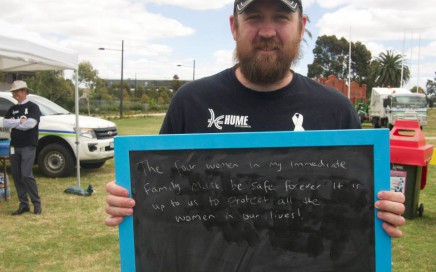 HUME
The four women in my immediate
family must be safe forever. It is
up to us to protect all the
women in our lives!